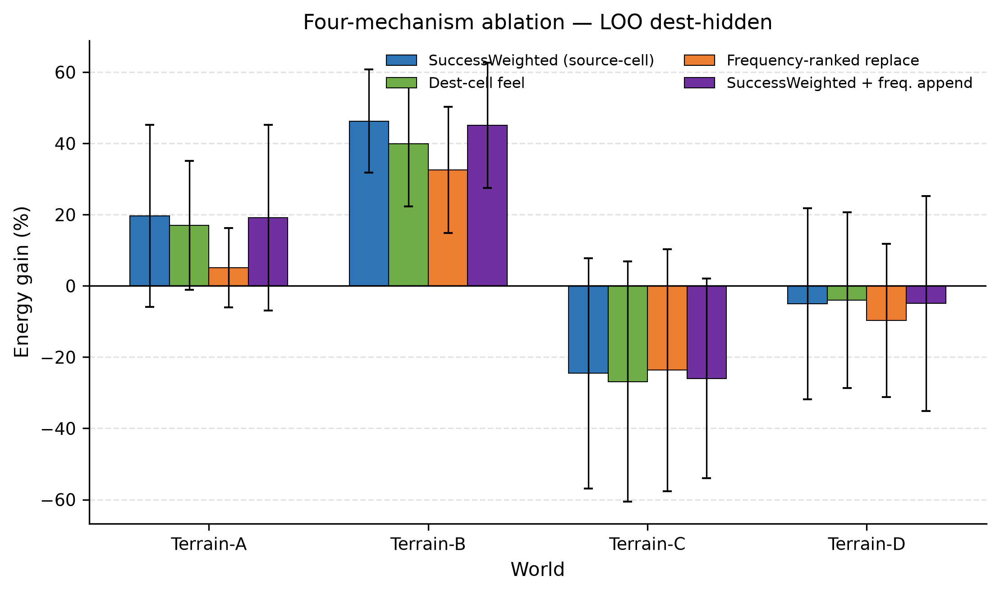 Four-mechanism ablation — LOO dest-hidden
SuccessWeighted (source-cell)
Dest-cell feel
Frequency-ranked replace
SuccessWeighted + freq. append
Energy gain (%)
60
40
20
0
−20
−40
−60
Terrain-A
Terrain-B
Terrain-C
Terrain-D
World